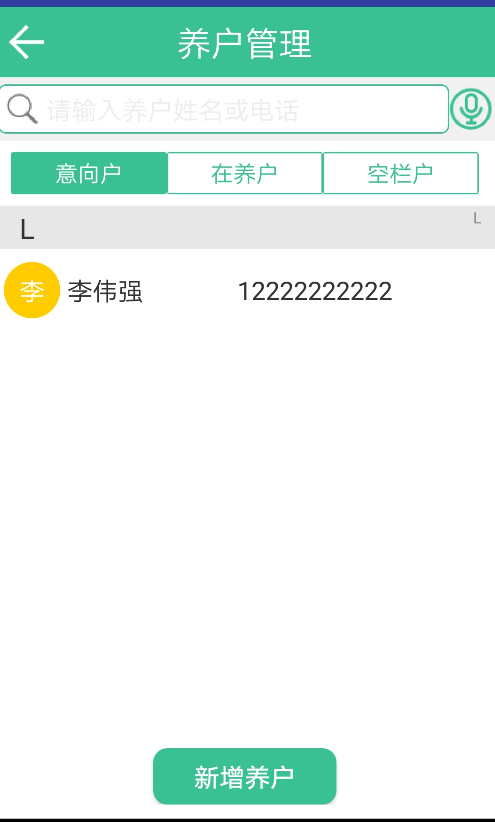 养户管理
请输入养户姓名或电话
意向户 在养户 空栏户
L L
李 李伟强 12222222222
新增养户